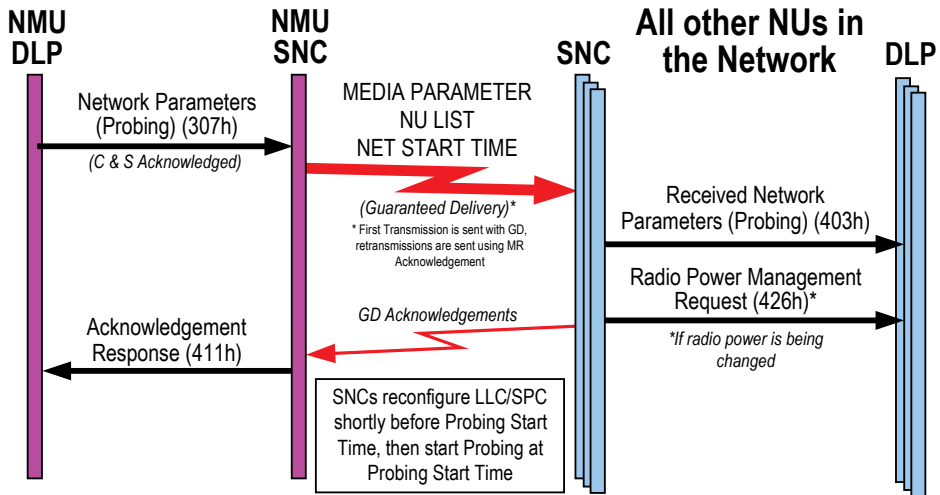 NMU
DLP
NMU
SNC
SNC
All other NUs in
the Network
DLP
Network Parameters
(Probing) (307h)
(C & S Acknowledged)
MEDIA PARAMETER
NU LIST
NET START TIME
(Guaranteed Delivery)*
* First Transmission is sent with GD,
retransmissions are sent using MR
Acknowledgement
Received Network
Parameters (Probing) (403h)
Radio Power Management
Request (426h)*
*If radio power is being
changed
GD Acknowledgements
Acknowledgement
Response (411h)
SNCs reconfigure LLC/SPC
shortly before Probing Start
Time, then start Probing at
Probing Start Time